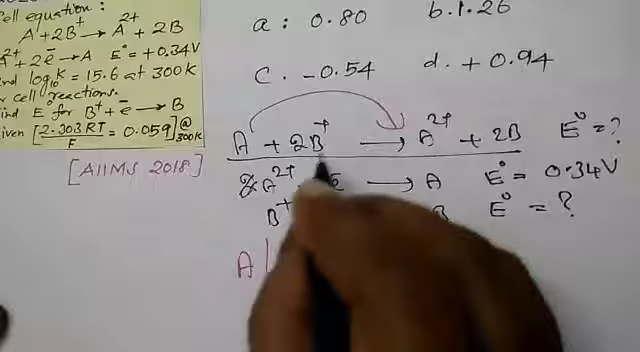 Cell equation:
A + 2B⁺ → A²⁺ + 2B
A²⁺ + 2e̅ → A E° = +0.34V
and log₁₀K = 15.6 at 300K
cell reactions.
find E° for B⁺ + e̅ → B
Given [2.303RT/F = 0.059]@300K
[AIIMS 2018]
a: 0.80 b. 1.26
c. -0.54 d. +0.94
A + 2B⁺ → A²⁺ + 2B E° = ?
A²⁺ → A E° = 0.34V
B⁺ B E° = ?
A |